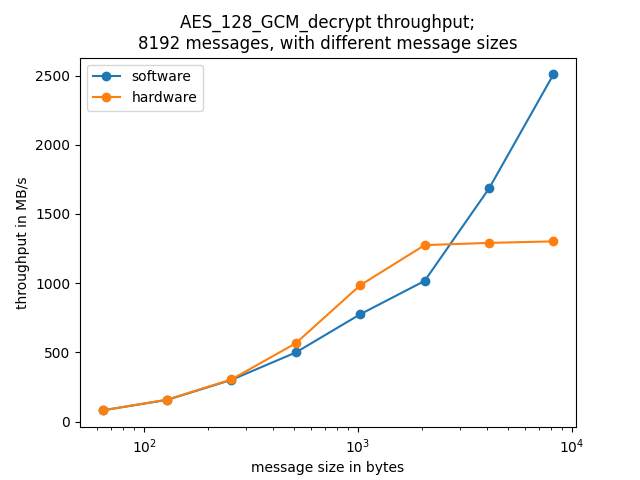 AES_128_GCM_decrypt throughput;
8192 messages, with different message sizes
software
hardware
2500
2000
1500
1000
500
0
throughput in MB/s
10²
10³
10⁴
message size in bytes